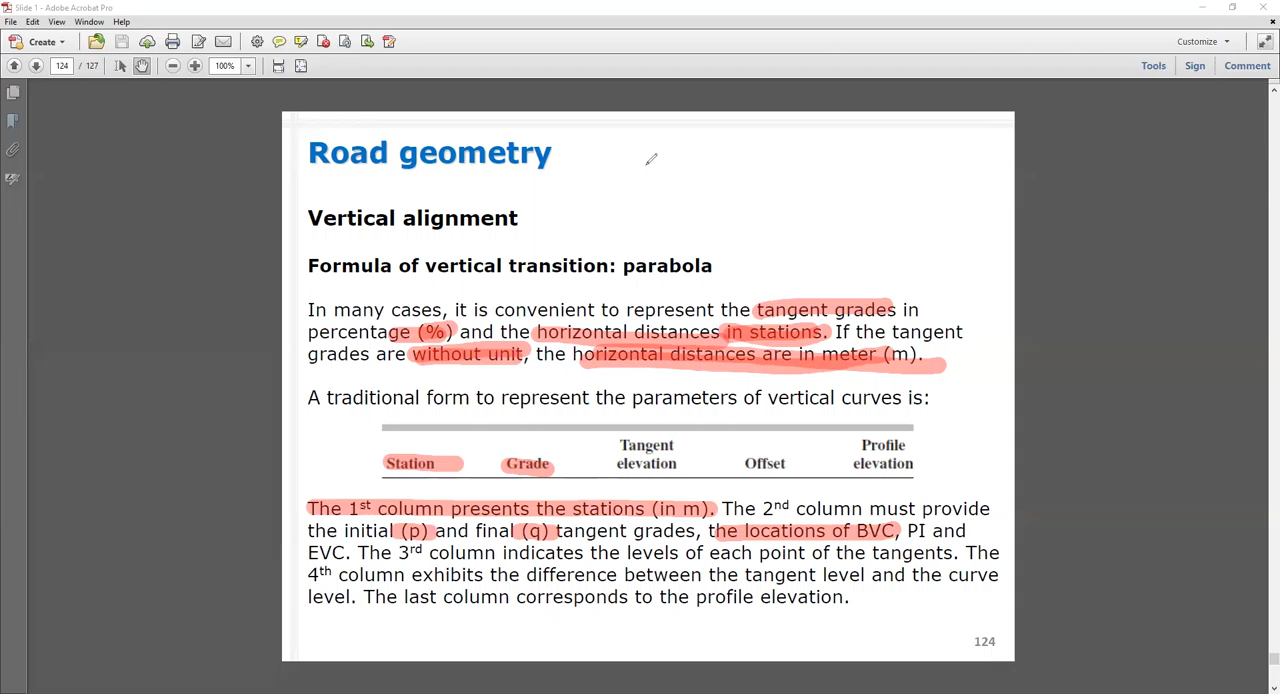 Slide 1 - Adobe Acrobat Pro
File Edit View Window Help
Create Customize
124 / 127 100% Tools Sign Comment
Road geometry
Vertical alignment
Formula of vertical transition: parabola
In many cases, it is convenient to represent the tangent grades in
percentage (%) and the horizontal distances in stations. If the tangent
grades are without unit, the horizontal distances are in meter (m).
A traditional form to represent the parameters of vertical curves is:
Tangent Profile
Station Grade elevation Offset elevation
The 1st column presents the stations (in m). The 2nd column must provide
the initial (p) and final (q) tangent grades, the locations of BVC, PI and
EVC. The 3rd column indicates the levels of each point of the tangents. The
4th column exhibits the difference between the tangent level and the curve
level. The last column corresponds to the profile elevation.
124